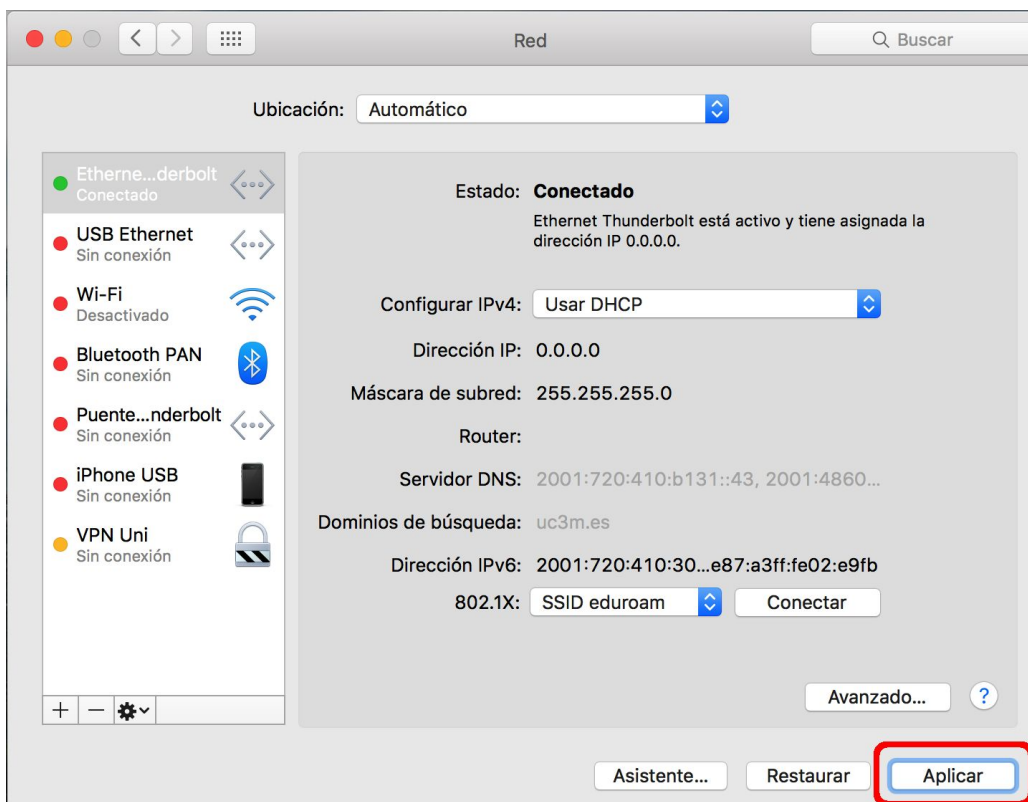 Red
Buscar
Ubicación: Automático
Etherne...derbolt
Conectado
USB Ethernet
Sin conexión
Wi-Fi
Desactivado
Bluetooth PAN
Sin conexión
Puente...nderbolt
Sin conexión
iPhone USB
Sin conexión
VPN Uni
Sin conexión
Estado: Conectado
Ethernet Thunderbolt está activo y tiene asignada la
dirección IP 0.0.0.0.
Configurar IPv4: Usar DHCP
Dirección IP: 0.0.0.0
Máscara de subred: 255.255.255.0
Router:
Servidor DNS: 2001:720:410:b131::43, 2001:4860...
Dominios de búsqueda: uc3m.es
Dirección IPv6: 2001:720:410:30...e87:a3ff:fe02:e9fb
802.1X: SSID eduroam Conectar
Avanzado... ?
Asistente... Restaurar Aplicar